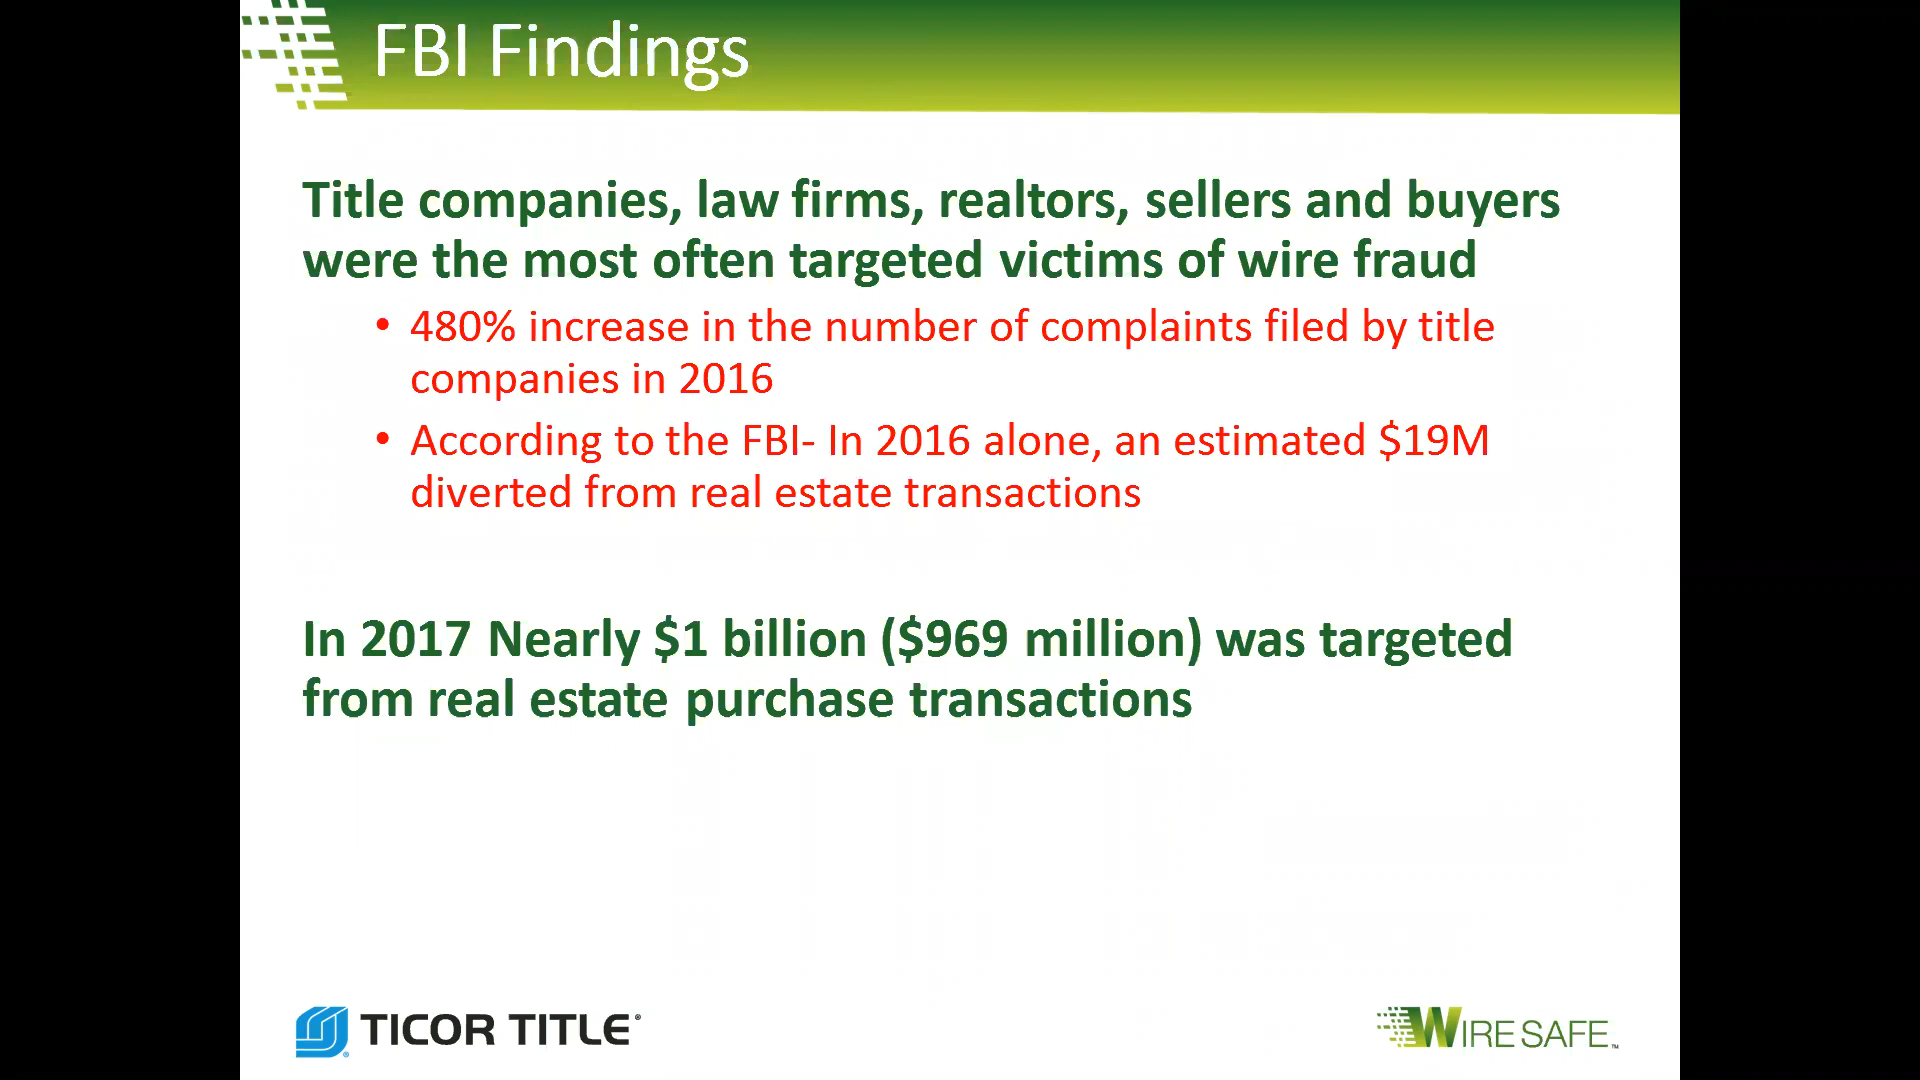 FBI Findings
Title companies, law firms, realtors, sellers and buyers
were the most often targeted victims of wire fraud
• 480% increase in the number of complaints filed by title
companies in 2016
• According to the FBI- In 2016 alone, an estimated $19M
diverted from real estate transactions
In 2017 Nearly $1 billion ($969 million) was targeted
from real estate purchase transactions
TICOR TITLE®
WIRE SAFE™